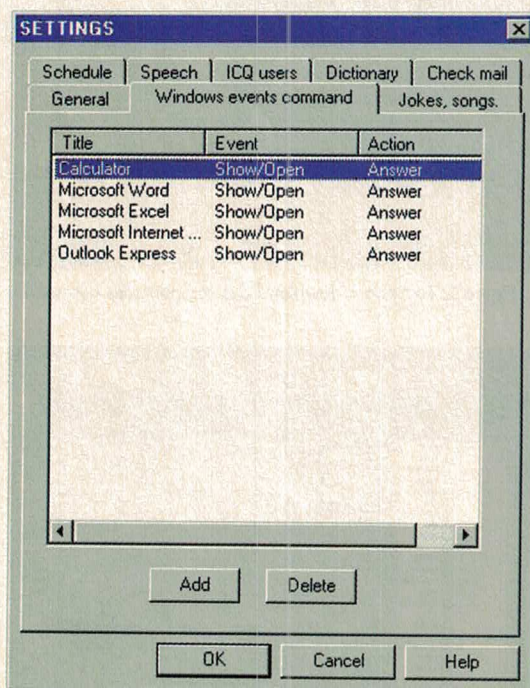 SETTINGS
Schedule Speech ICQ users Dictionary Check mail
General Windows events command Jokes, songs.
Title Event Action
Calculator Show/Open Answer
Microsoft Word Show/Open Answer
Microsoft Excel Show/Open Answer
Microsoft Internet ... Show/Open Answer
Outlook Express Show/Open Answer
Add Delete
OK Cancel Help